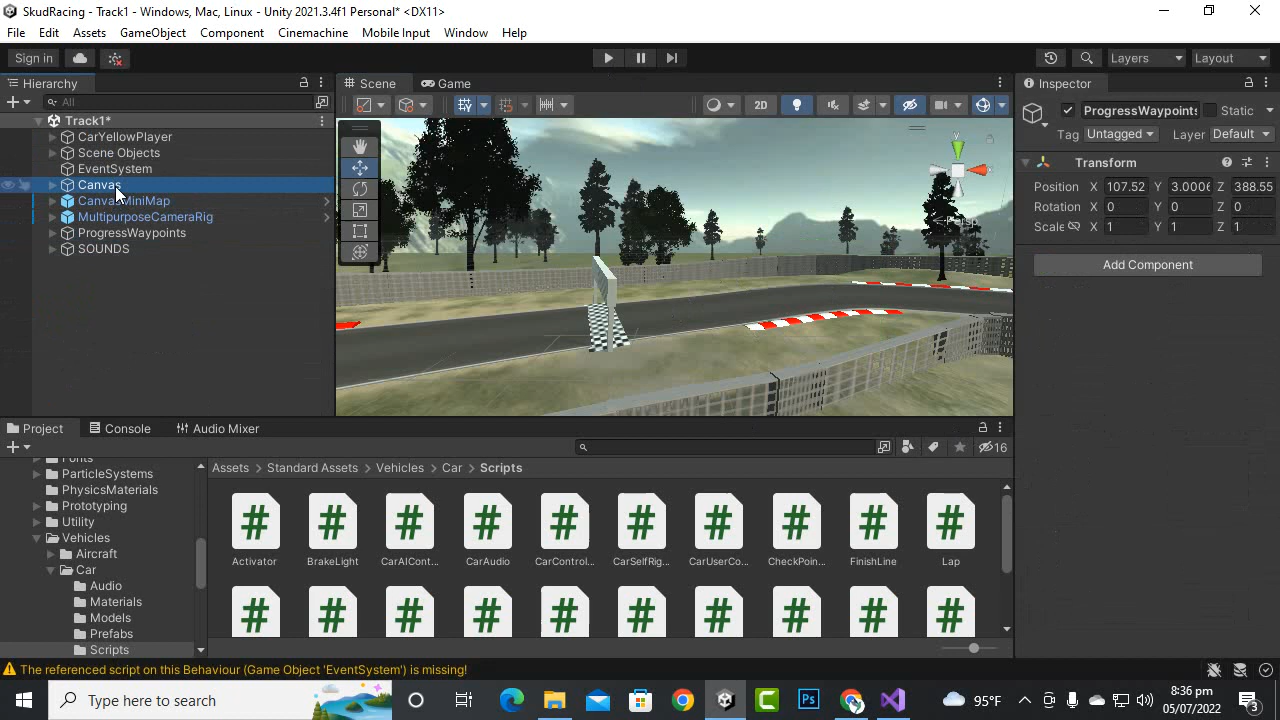 SkudRacing - Track1 - Windows, Mac, Linux - Unity 2021.3.4f1 Personal* <DX11>
File Edit Assets GameObject Component Cinemachine Mobile Input Window Help
Sign in Layers Layout
Hierarchy Scene Game Inspector
All 2D ProgressWaypoints Static
Track1*
Tag Untagged Layer Default
CarYellowPlayer
Scene Objects Transform
EventSystem
Canvas Position X 107.52 Y 3.0006 Z 388.55
CanvasMiniMap Rotation X 0 Y 0 Z 0
MultipurposeCameraRig y Persp Scale X 1 Y 1 Z 1
ProgressWaypoints
SOUNDS
Add Component
Project Console Audio Mixer
16
Fonts
Assets > Standard Assets > Vehicles > Car > Scripts
ParticleSystems
PhysicsMaterials
Prototyping
Utility
Vehicles
Aircraft
Activator BrakeLight CarAICont... CarAudio CarControl... CarSelfRig... CarUserCo... CheckPoin... FinishLine Lap
Car
Audio
Materials
Models
Prefabs
Scripts
The referenced script on this Behaviour (Game Object 'EventSystem') is missing!
Type here to search
Ps
95°F
8:36 pm
05/07/2022
3